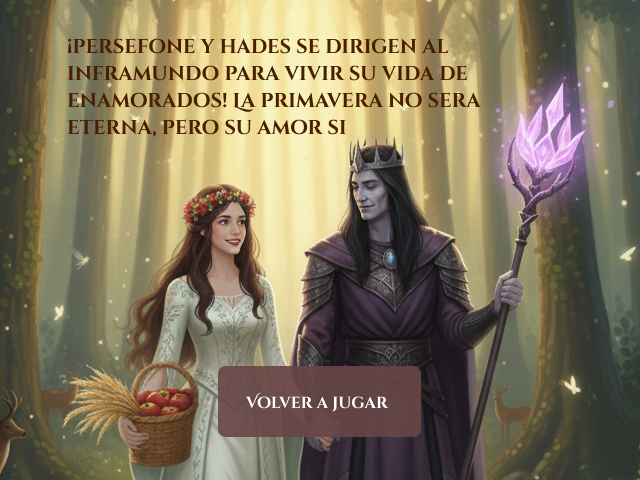 ¡PERSEFONE Y HADES SE DIRIGEN AL
INFRAMUNDO PARA VIVIR SU VIDA DE
ENAMORADOS! LA PRIMAVERA NO SERA
ETERNA, PERO SU AMOR SI
VOLVER A JUGAR